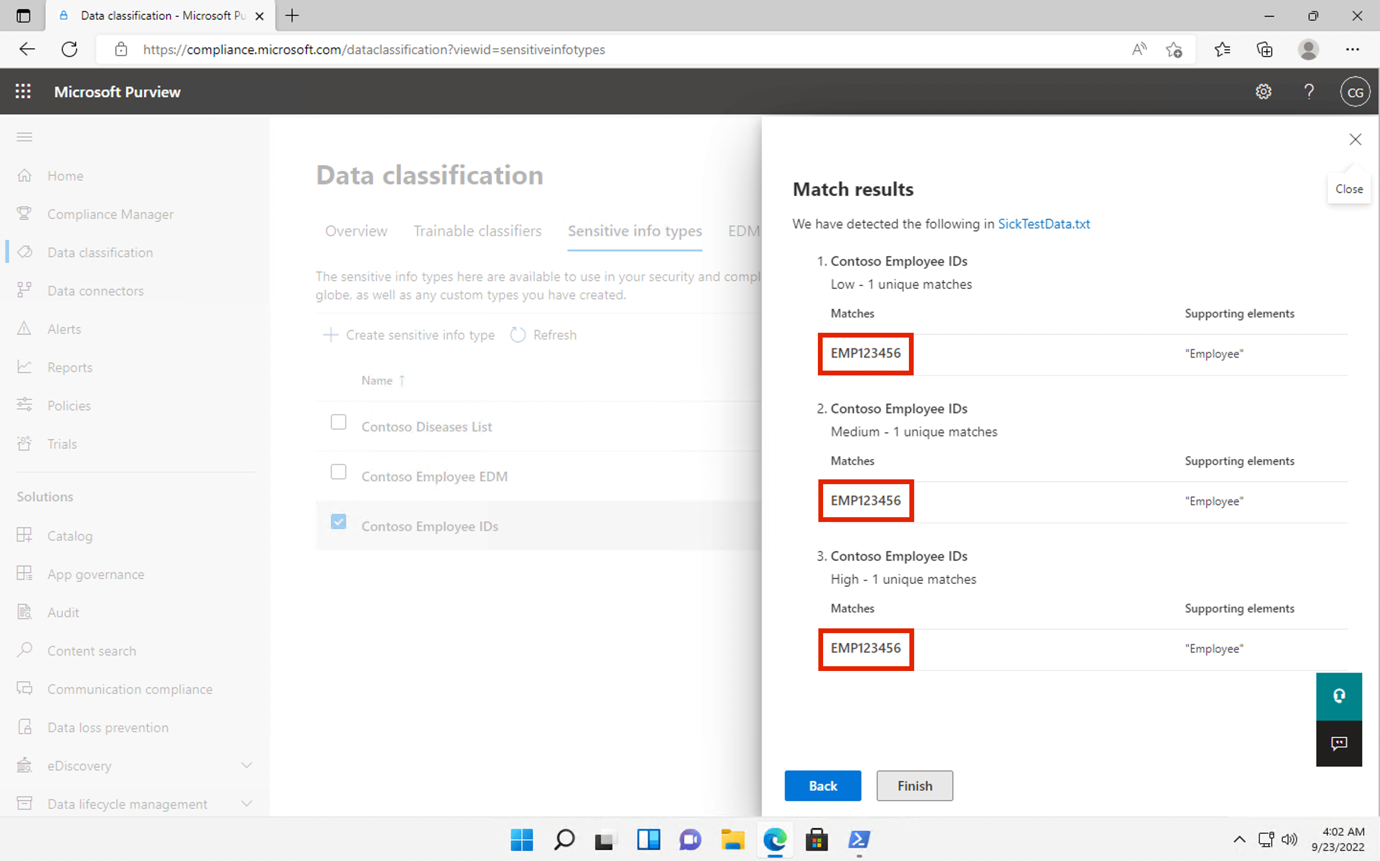 Data classification - Microsoft Pu
https://compliance.microsoft.com/dataclassification?viewid=sensitiveinfotypes
Microsoft Purview
CG
Home
Compliance Manager
Data classification
Data connectors
Alerts
Reports
Policies
Trials
Solutions
Catalog
App governance
Audit
Content search
Communication compliance
Data loss prevention
eDiscovery
Data lifecycle management
Data classification
Overview
Trainable classifiers
Sensitive info types
EDM
The sensitive info types here are available to use in your security and compl
globe, as well as any custom types you have created.
Create sensitive info type
Refresh
Name ↑
Contoso Diseases List
Contoso Employee EDM
Contoso Employee IDs
Close
Match results
We have detected the following in SickTestData.txt
1. Contoso Employee IDs
Low - 1 unique matches
Matches Supporting elements
EMP123456 "Employee"
2. Contoso Employee IDs
Medium - 1 unique matches
Matches Supporting elements
EMP123456 "Employee"
3. Contoso Employee IDs
High - 1 unique matches
Matches Supporting elements
EMP123456 "Employee"
Back
Finish
4:02 AM
9/23/2022